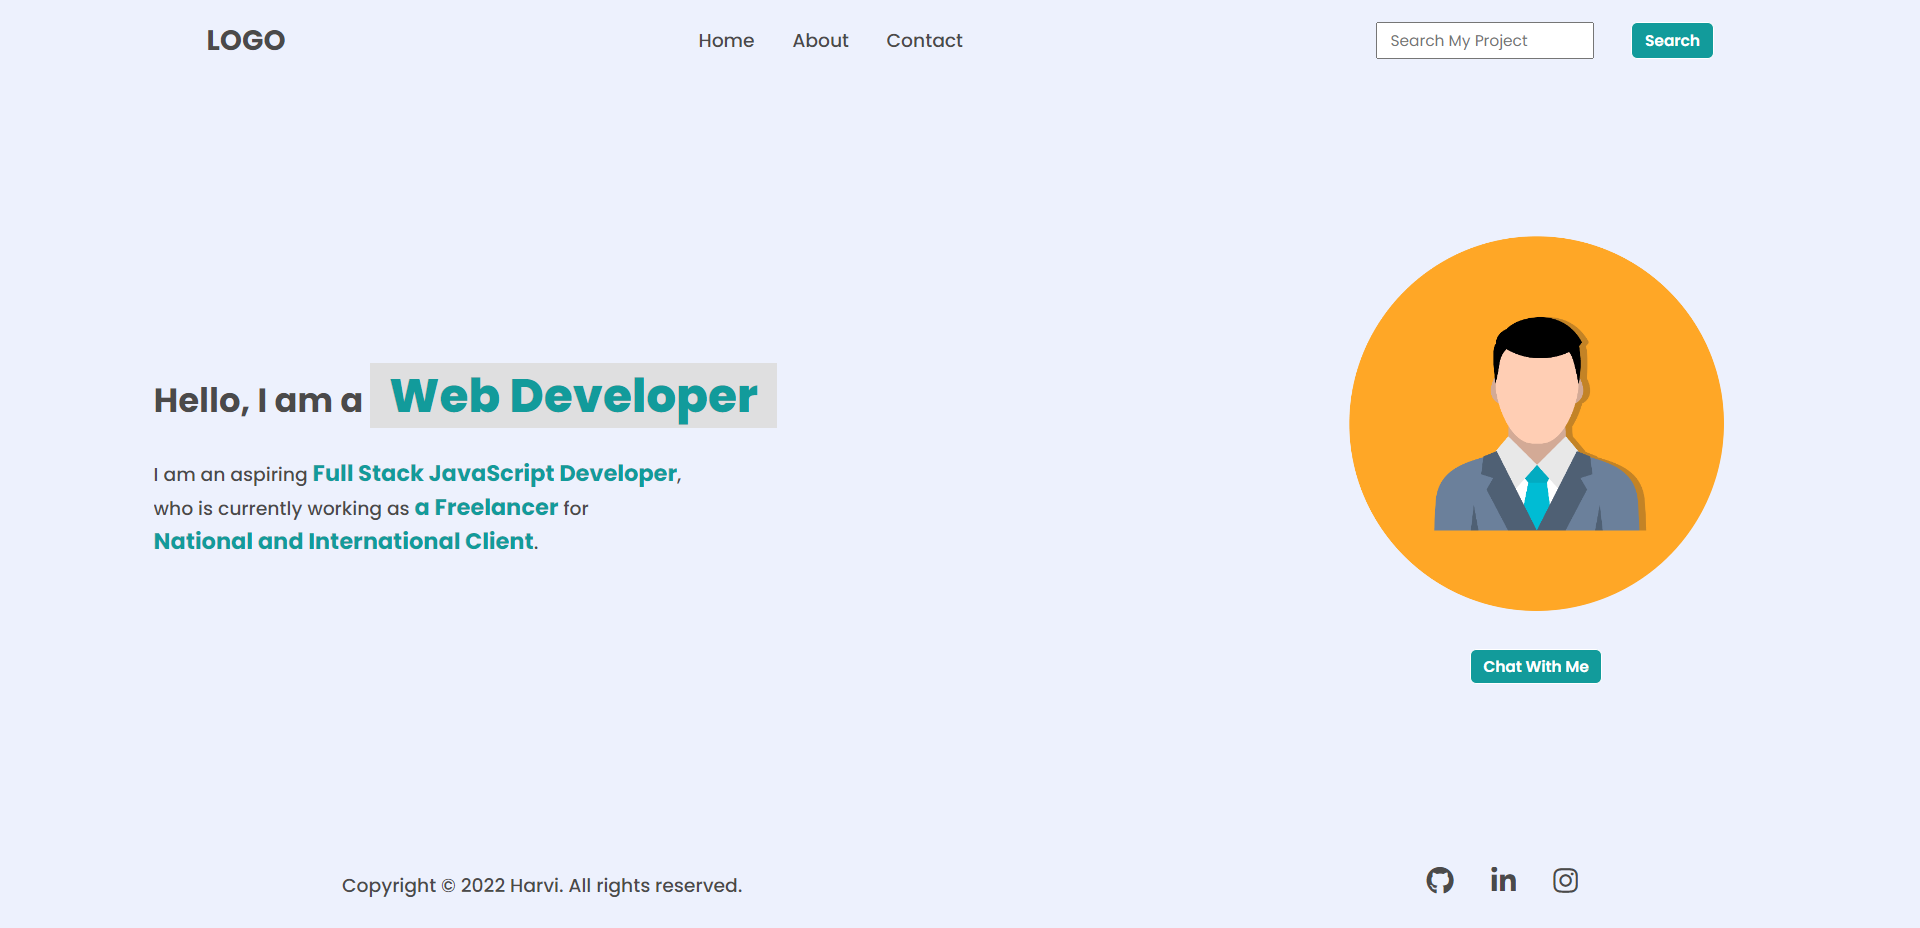 LOGO
Home About Contact
Search My Project
Search
Hello, I am a Web Developer
I am an aspiring Full Stack JavaScript Developer,
who is currently working as a Freelancer for
National and International Client.
Chat With Me
Copyright © 2022 Harvi. All rights reserved.
in